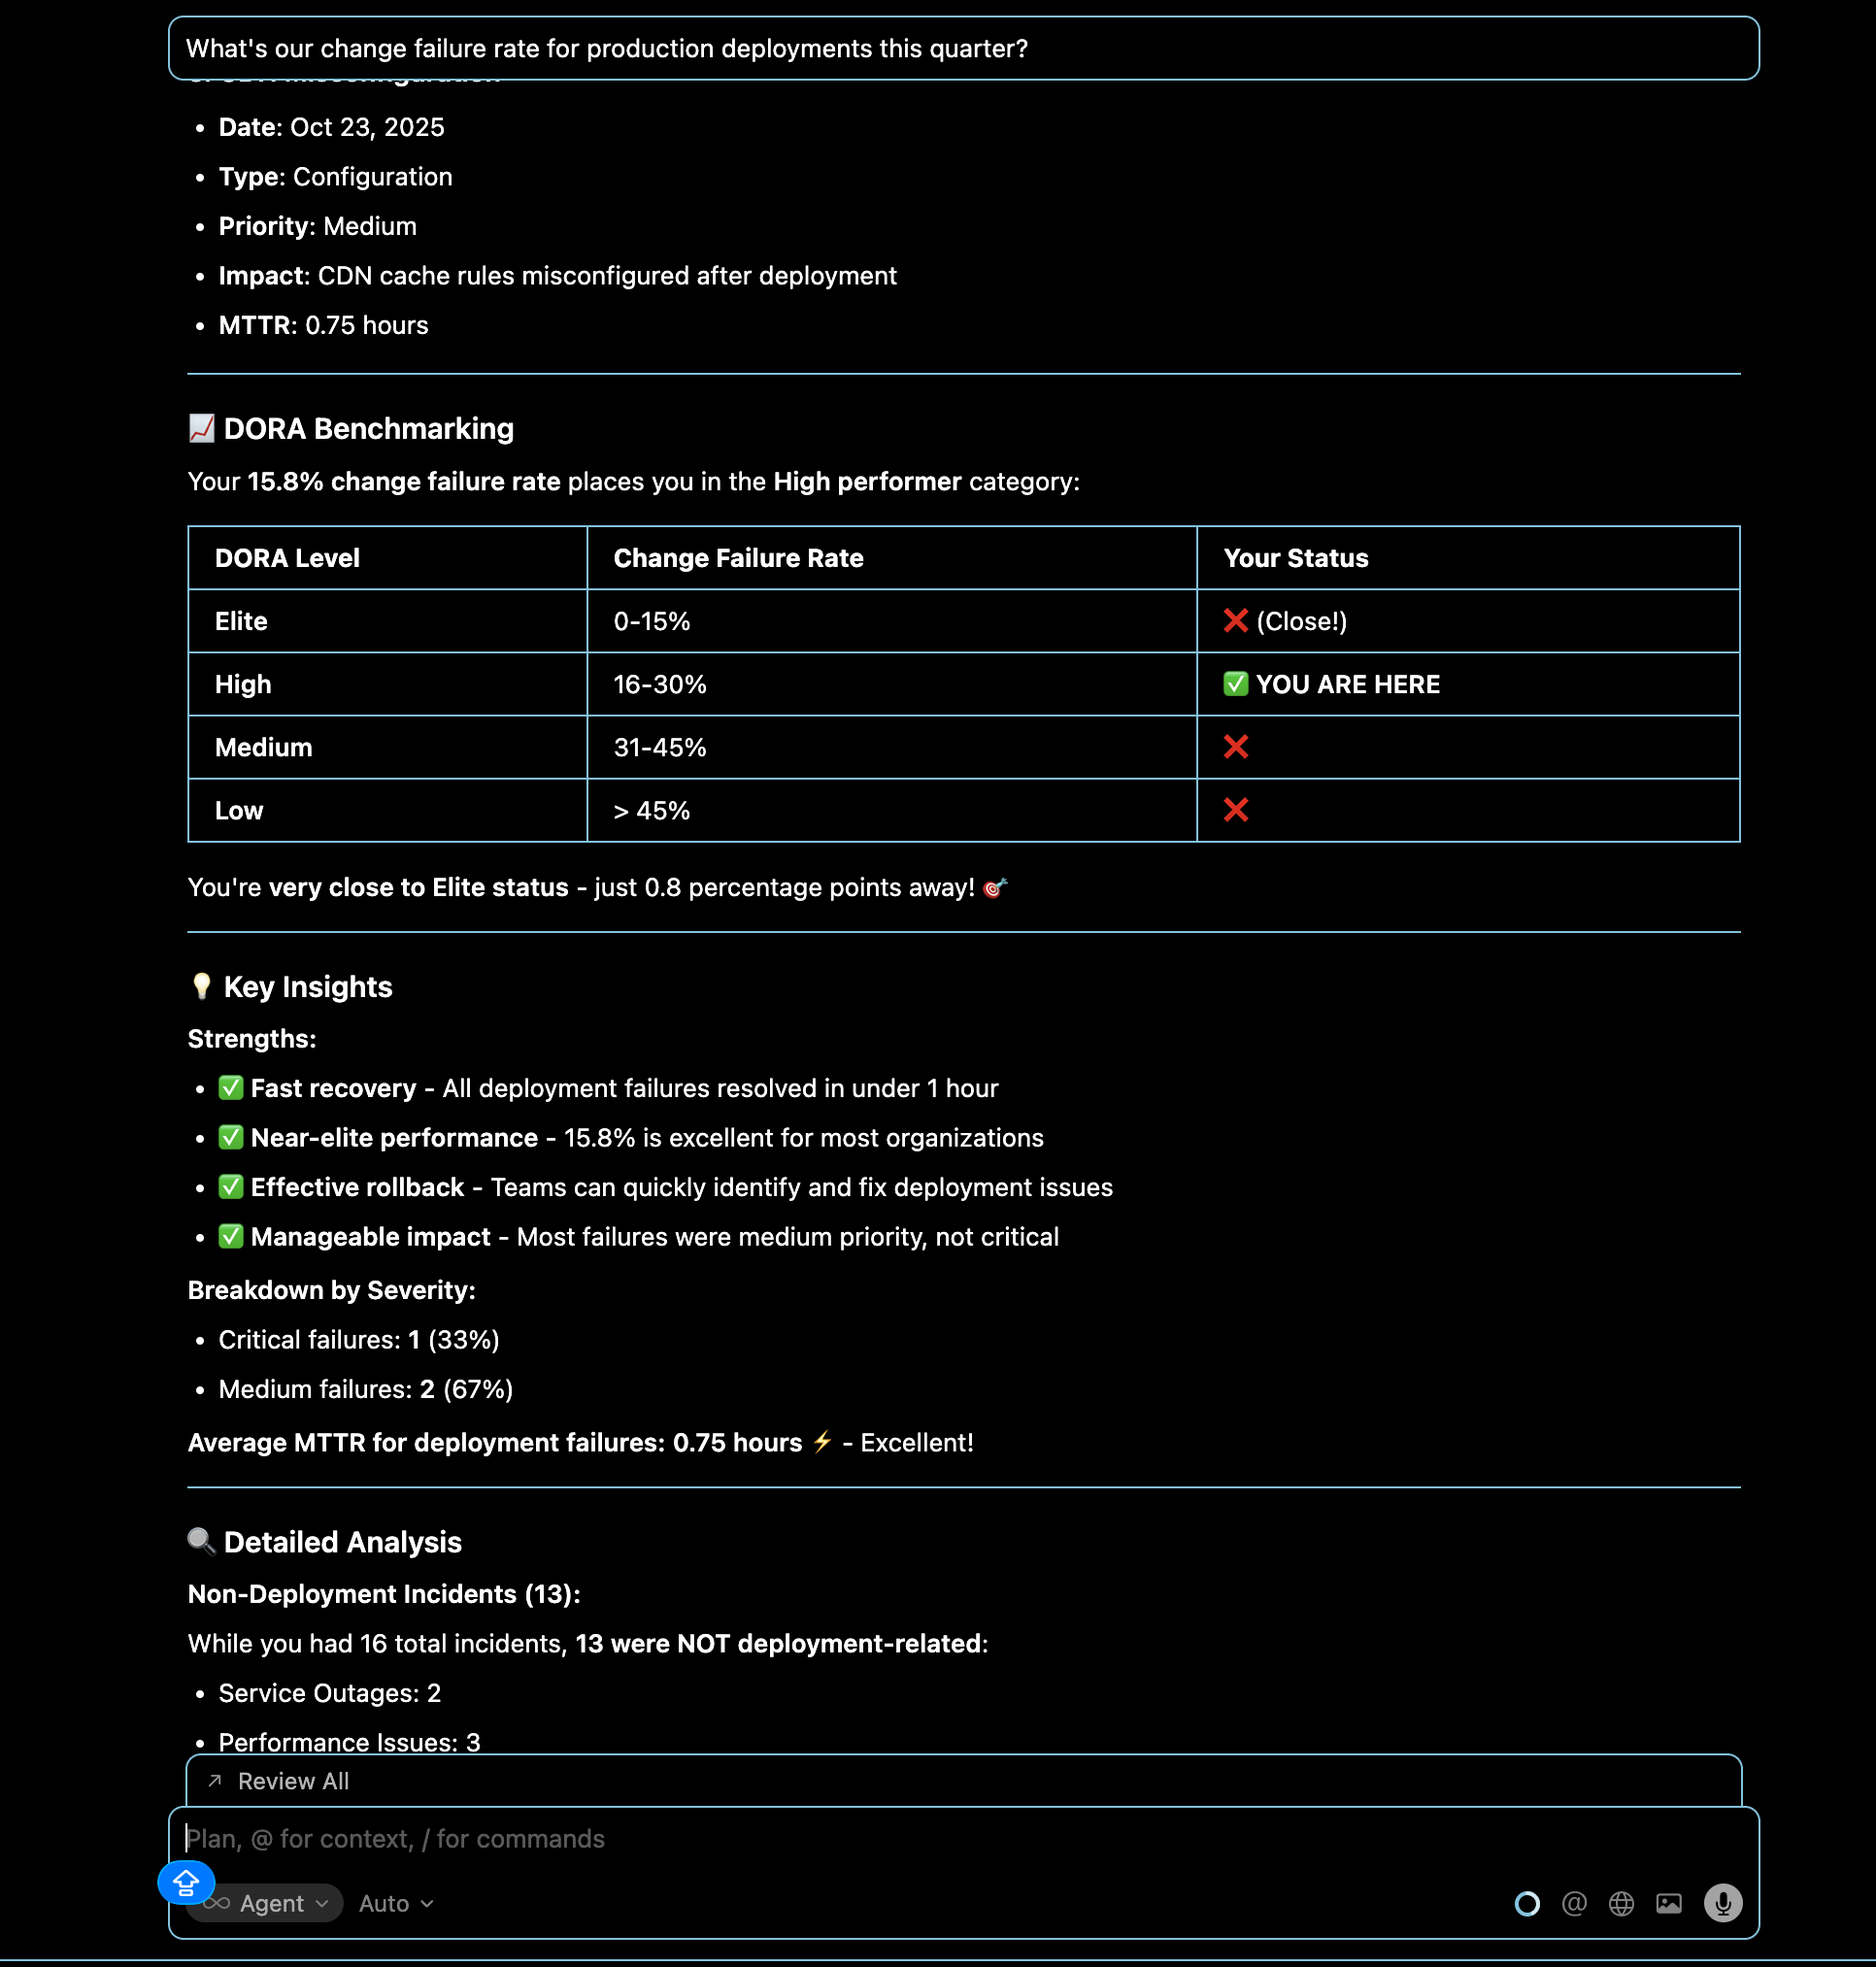 What's our change failure rate for production deployments this quarter?
• Date: Oct 23, 2025
• Type: Configuration
• Priority: Medium
• Impact: CDN cache rules misconfigured after deployment
• MTTR: 0.75 hours
📈 DORA Benchmarking
Your 15.8% change failure rate places you in the High performer category:
DORA Level Change Failure Rate Your Status
Elite 0-15% ❌ (Close!)
High 16-30% ✅ YOU ARE HERE
Medium 31-45% ❌
Low > 45% ❌
You're very close to Elite status - just 0.8 percentage points away! 🎯
💡 Key Insights
Strengths:
• ✅ Fast recovery - All deployment failures resolved in under 1 hour
• ✅ Near-elite performance - 15.8% is excellent for most organizations
• ✅ Effective rollback - Teams can quickly identify and fix deployment issues
• ✅ Manageable impact - Most failures were medium priority, not critical
Breakdown by Severity:
• Critical failures: 1 (33%)
• Medium failures: 2 (67%)
Average MTTR for deployment failures: 0.75 hours ⚡ - Excellent!
🔍 Detailed Analysis
Non-Deployment Incidents (13):
While you had 16 total incidents, 13 were NOT deployment-related:
• Service Outages: 2
• Performance Issues: 3
Review All
Plan, @ for context, / for commands
Agent Auto